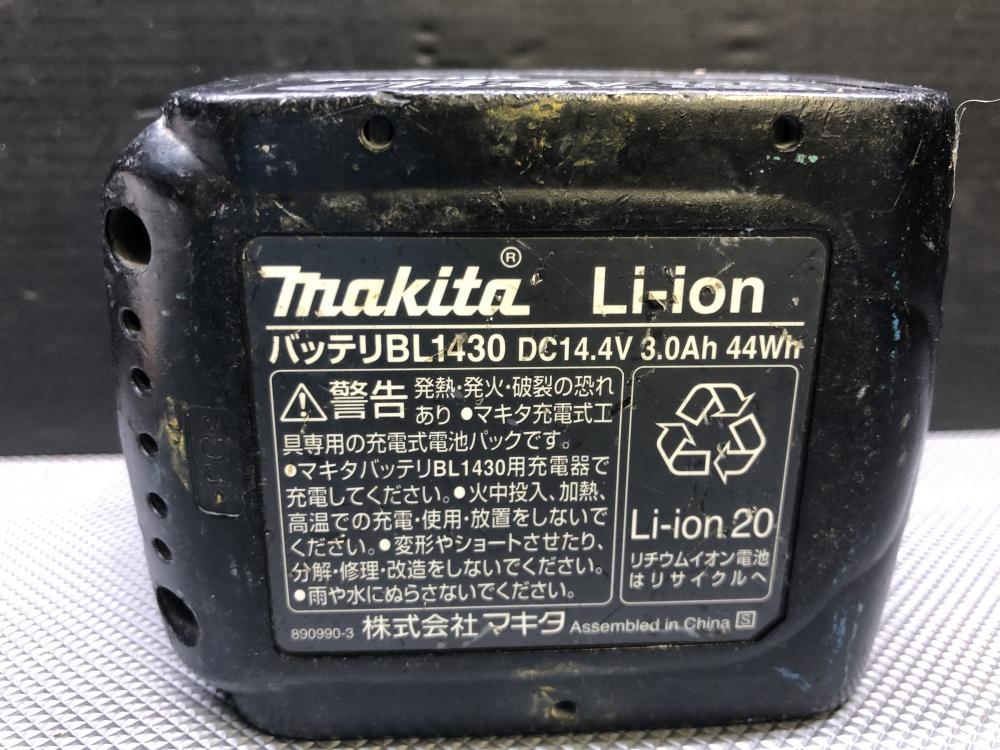 makita® Li-ion
バッテリBL1430 DC14.4V 3.0Ah 44Wh
警告 発熱・発火・破裂の恐れ
あり ●マキタ充電式工
具専用の充電式電池パックです。
●マキタバッテリBL1430用充電器で
充電してください。●火中投入、加熱、
高温での充電・使用・放置をしないで
ください。●変形やショートさせたり、
分解・修理・改造をしないでください。
●雨や水にぬらさないでください。
Li-ion 20
リチウムイオン電池
はリサイクルへ
890990-3 株式会社 マキタ Assembled in China S